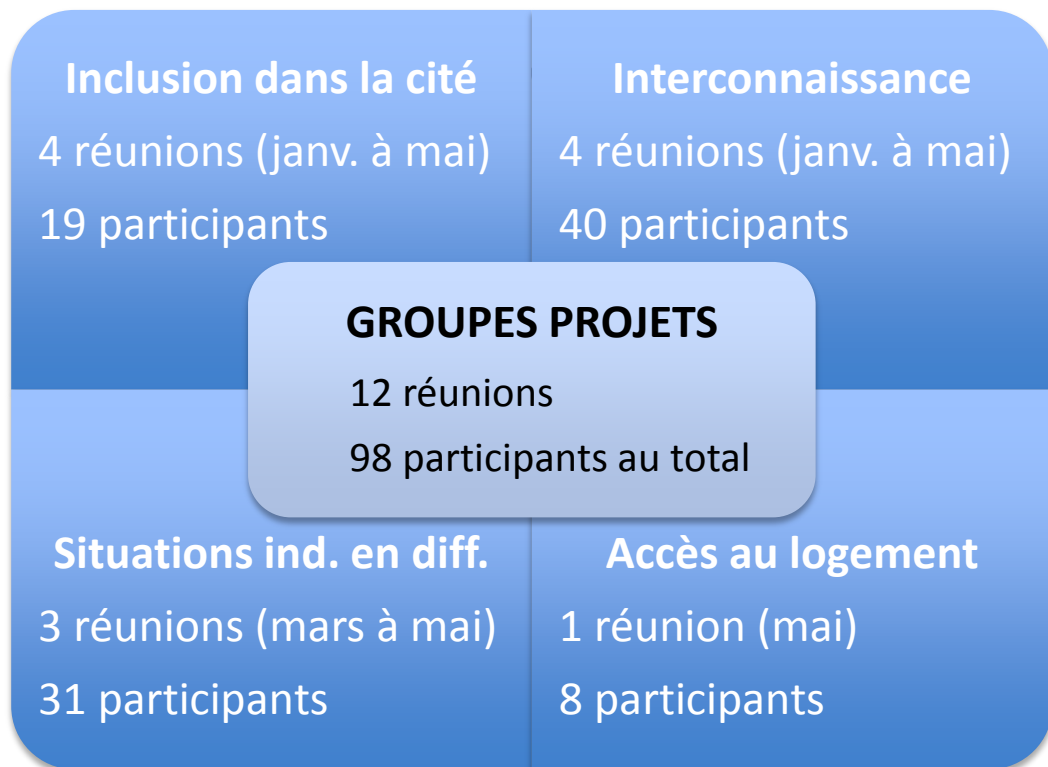 Inclusion dans la cité
4 réunions (janv. à mai)
19 participants
Interconnaissance
4 réunions (janv. à mai)
40 participants
GROUPES PROJETS
12 réunions
98 participants au total
Situations ind. en diff.
3 réunions (mars à mai)
31 participants
Accès au logement
1 réunion (mai)
8 participants